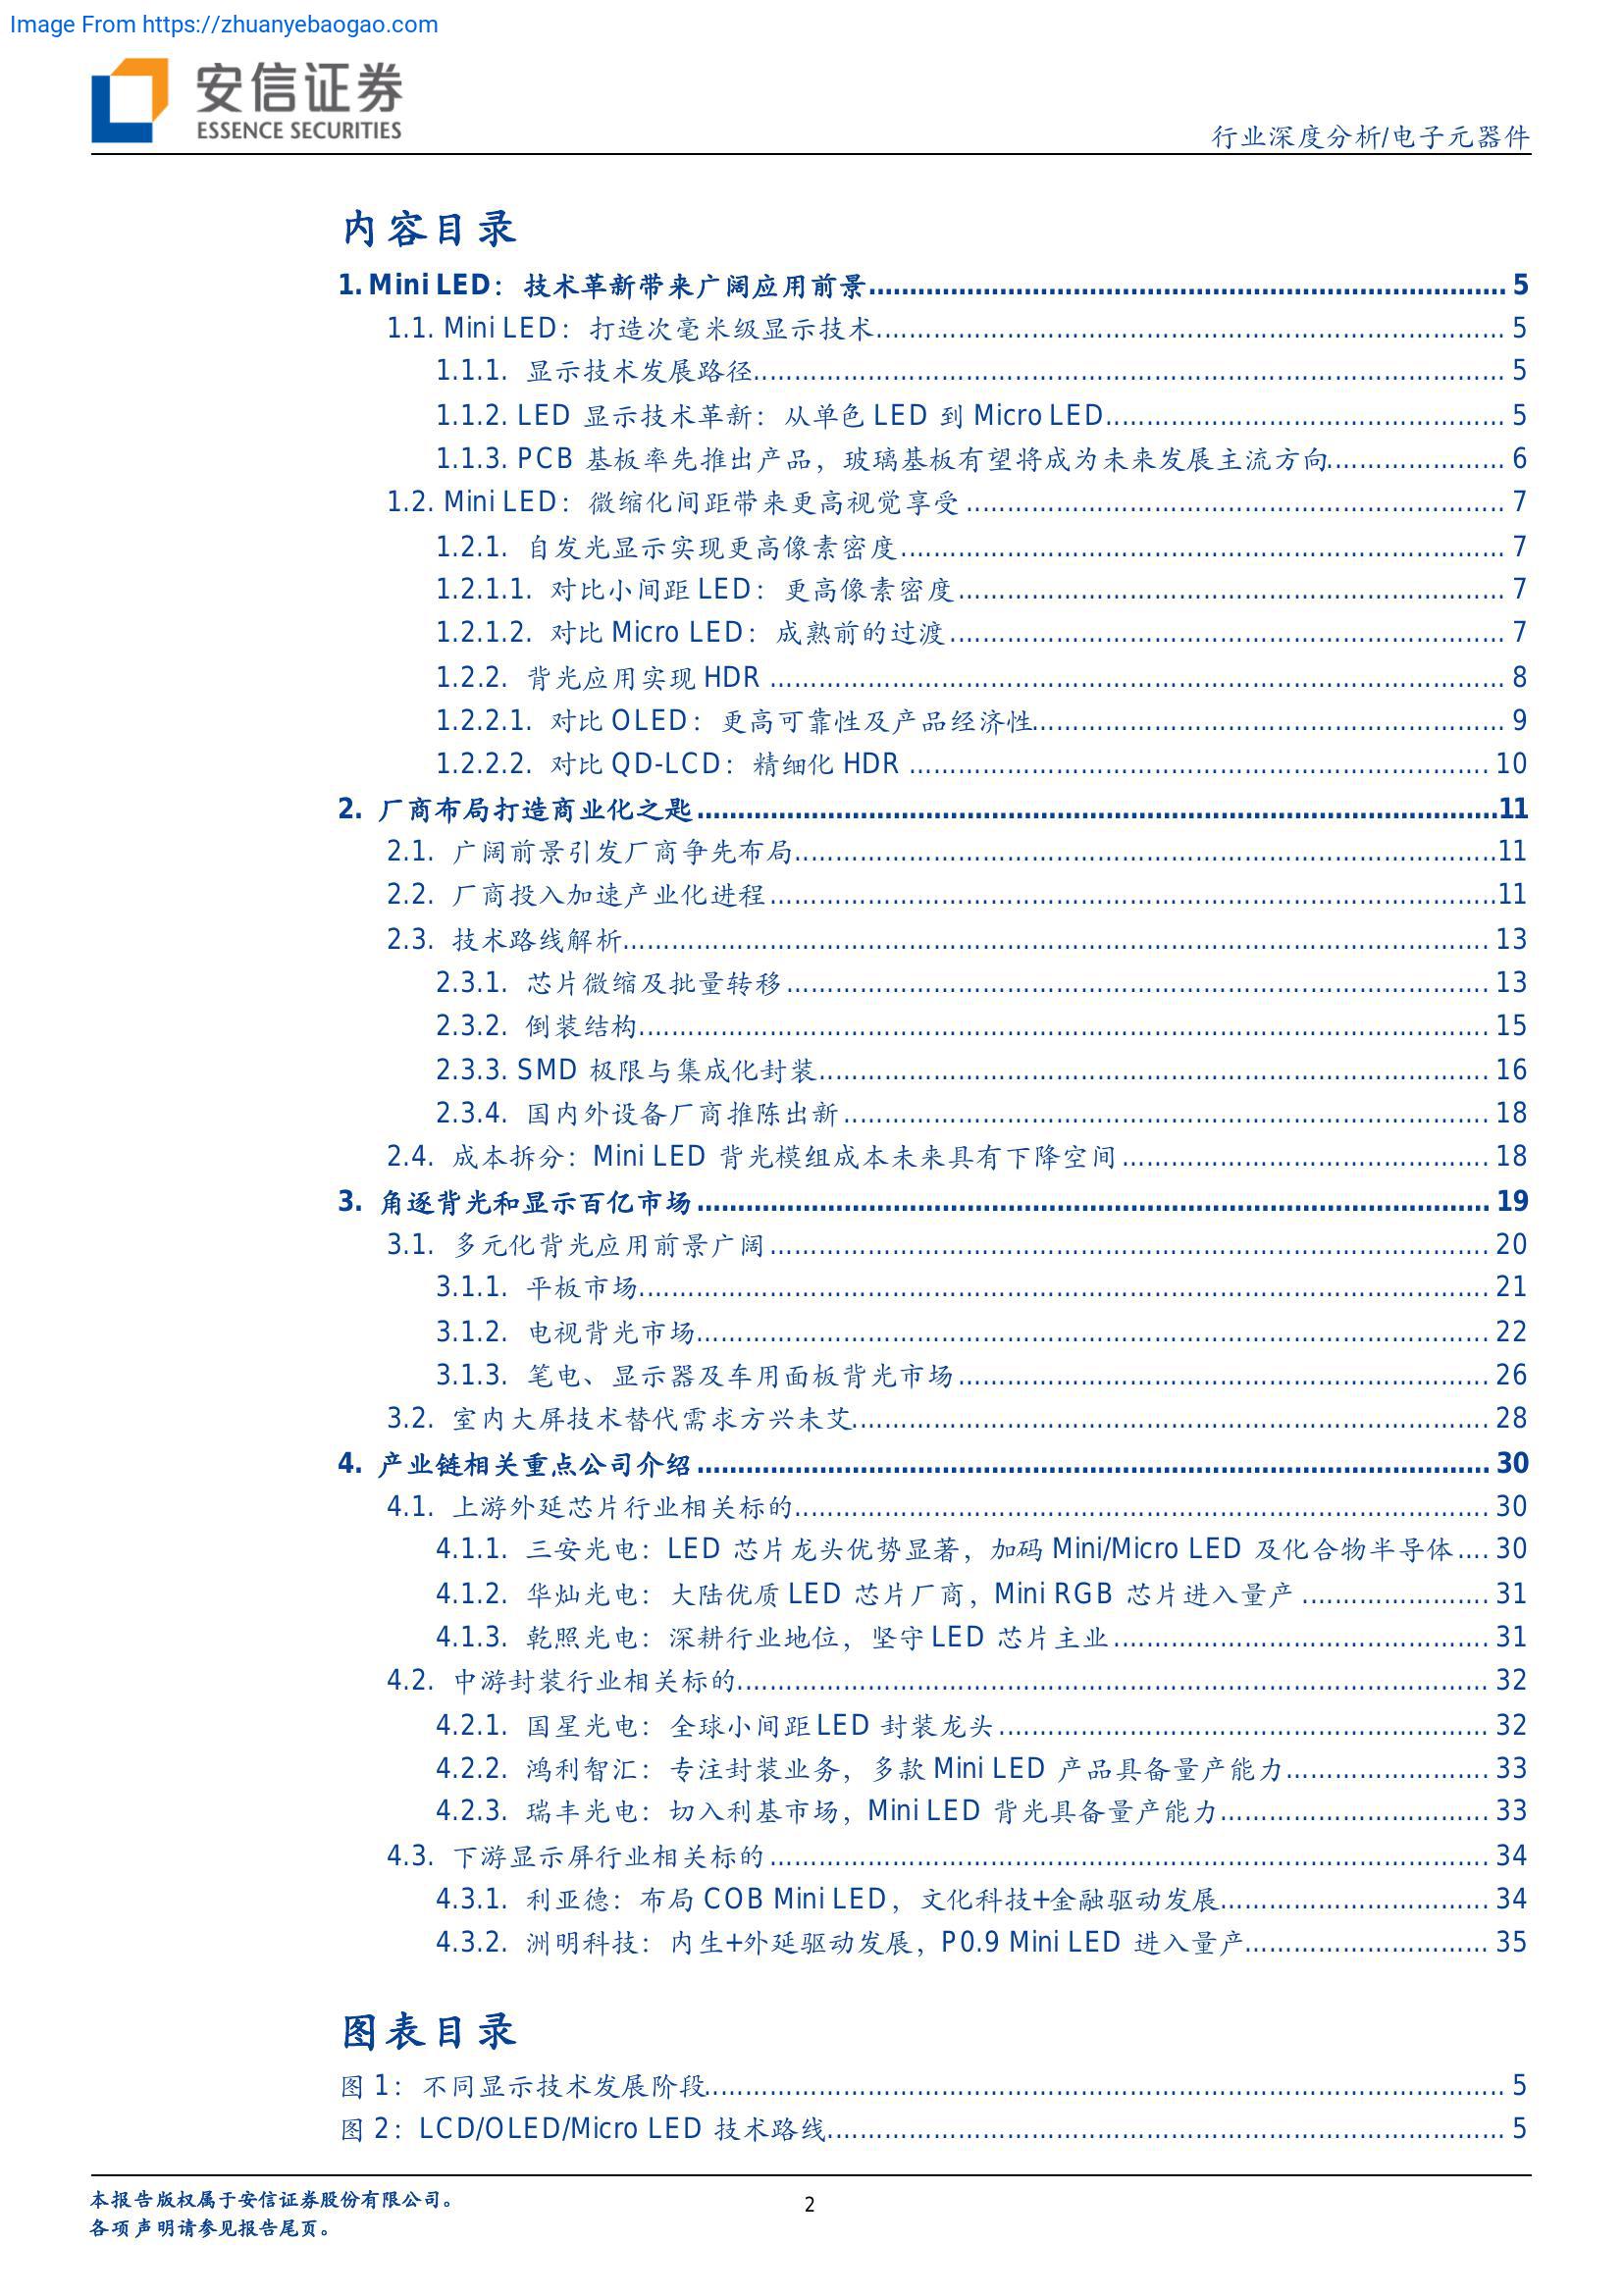 Image From https://zhuanyebaogao.com
安信证券
ESSENCE SECURITIES
行业深度分析/电子元器件
内容目录
1. Mini LED：技术革新带来广阔应用前景 5
1.1. Mini LED：打造次毫米级显示技术 5
1.1.1. 显示技术发展路径 5
1.1.2. LED 显示技术革新：从单色 LED 到 Micro LED 5
1.1.3. PCB 基板率先推出产品，玻璃基板有望将成为未来发展主流方向 6
1.2. Mini LED：微缩化间距带来更高视觉享受 7
1.2.1. 自发光显示实现更高像素密度 7
1.2.1.1. 对比小间距 LED：更高像素密度 7
1.2.1.2. 对比 Micro LED：成熟前的过渡 7
1.2.2. 背光应用实现 HDR 8
1.2.2.1. 对比 OLED：更高可靠性及产品经济性 9
1.2.2.2. 对比 QD-LCD：精细化 HDR 10
2. 厂商布局打造商业化之匙 11
2.1. 广阔前景引发厂商争先布局 11
2.2. 厂商投入加速产业化进程 11
2.3. 技术路线解析 13
2.3.1. 芯片微缩及批量转移 13
2.3.2. 倒装结构 15
2.3.3. SMD 极限与集成化封装 16
2.3.4. 国内外设备厂商推陈出新 18
2.4. 成本拆分：Mini LED 背光模组成本未来具有下降空间 18
3. 角逐背光和显示百亿市场 19
3.1. 多元化背光应用前景广阔 20
3.1.1. 平板市场 21
3.1.2. 电视背光市场 22
3.1.3. 笔电、显示器及车用面板背光市场 26
3.2. 室内大屏技术替代需求方兴未艾 28
4. 产业链相关重点公司介绍 30
4.1. 上游外延芯片行业相关标的 30
4.1.1. 三安光电：LED 芯片龙头优势显著，加码 Mini/Micro LED 及化合物半导体 30
4.1.2. 华灿光电：大陆优质 LED 芯片厂商，Mini RGB 芯片进入量产 31
4.1.3. 乾照光电：深耕行业地位，坚守 LED 芯片主业 31
4.2. 中游封装行业相关标的 32
4.2.1. 国星光电：全球小间距 LED 封装龙头 32
4.2.2. 鸿利智汇：专注封装业务，多款 Mini LED 产品具备量产能力 33
4.2.3. 瑞丰光电：切入利基市场，Mini LED 背光具备量产能力 33
4.3. 下游显示屏行业相关标的 34
4.3.1. 利亚德：布局 COB Mini LED，文化科技+金融驱动发展 34
4.3.2. 洲明科技：内生+外延驱动发展，P0.9 Mini LED 进入量产 35
图表目录
图 1：不同显示技术发展阶段 5
图 2：LCD/OLED/Micro LED 技术路线 5
本报告版权属于安信证券股份有限公司。
2
各项声明请参见报告尾页。